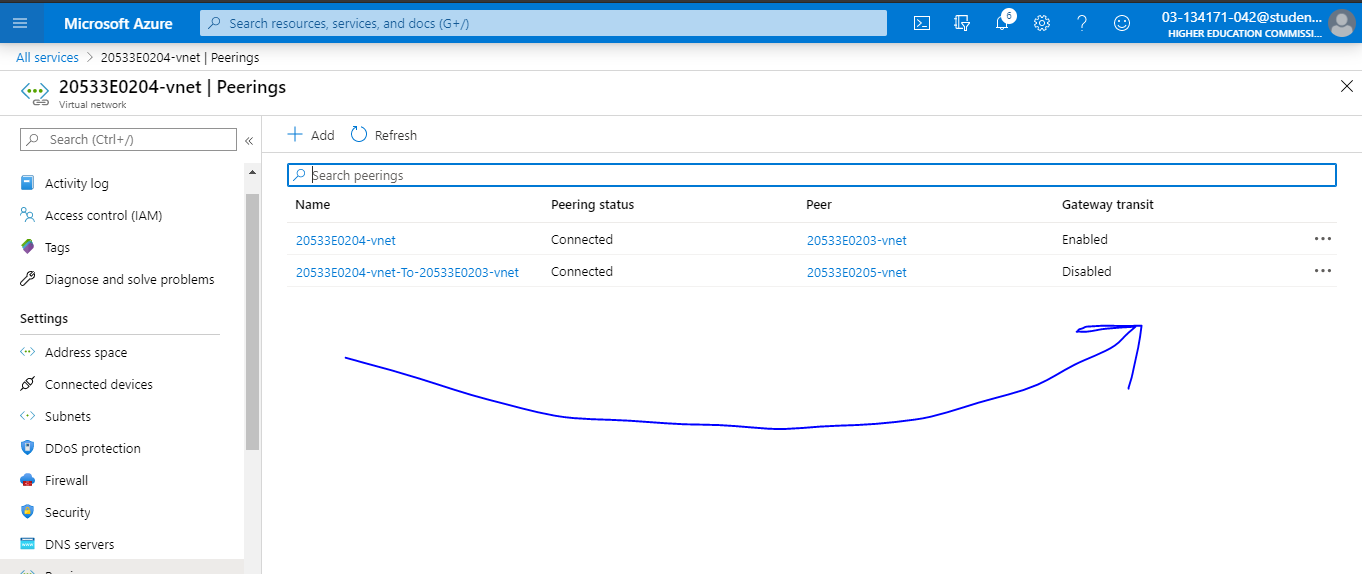 Microsoft Azure
Search resources, services, and docs (G+/)
6
03-134171-042@studen...
HIGHER EDUCATION COMMISSI...
All services > 20533E0204-vnet | Peerings
20533E0204-vnet | Peerings
Virtual network
Search (Ctrl+/)
«
Activity log
Access control (IAM)
Tags
Diagnose and solve problems
Settings
Address space
Connected devices
Subnets
DDoS protection
Firewall
Security
DNS servers
Add Refresh
Search peerings
Name Peering status Peer Gateway transit
20533E0204-vnet Connected 20533E0203-vnet Enabled
20533E0204-vnet-To-20533E0203-vnet Connected 20533E0205-vnet Disabled